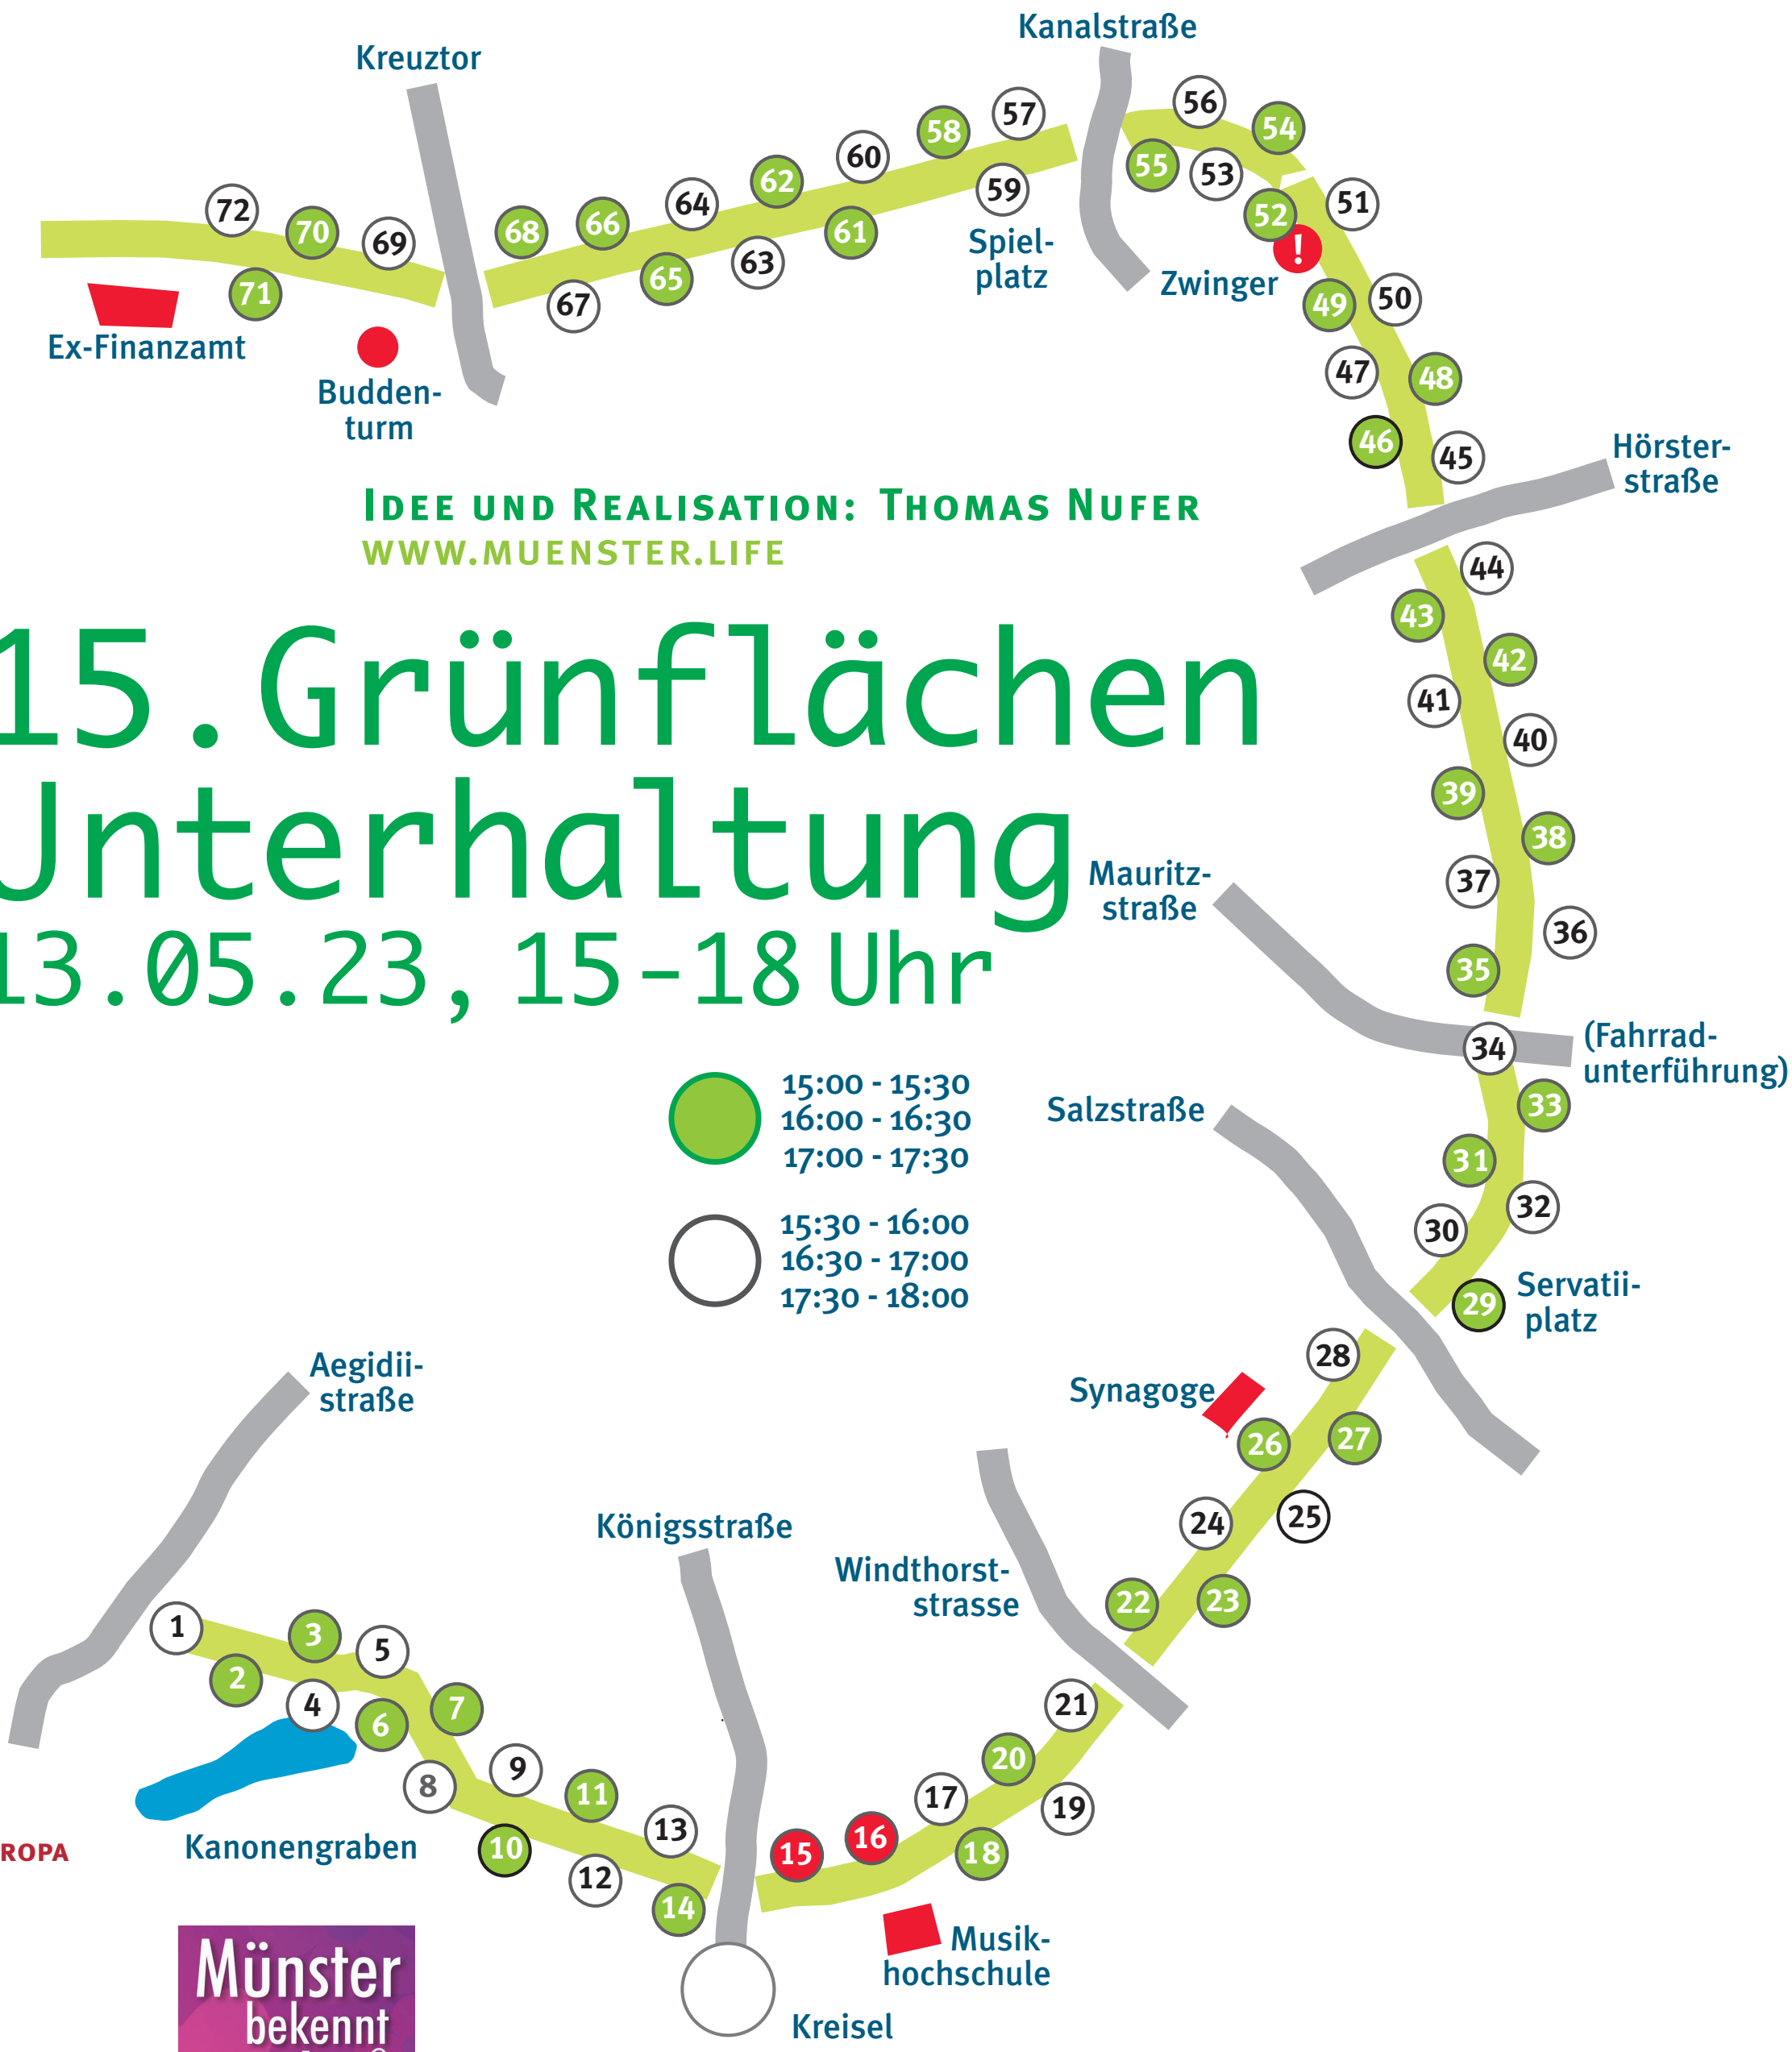 Kanalstraße
Kreuztor
56
54
57
58
55
53
60
59
62
51
52
64
66
61
72
70
68
69
!
Spiel-
platz
63
65
Zwinger
50
49
71
67
Ex-Finanzamt
47
48
Budden-
turm
46
45
Hörster-
straße
Idee und Realisation: Thomas Nufer
www.muenster.life
44
43
42
15. Grünflächen
41
40
Unterhaltung
39
38
Mauritz-
straße
37
36
13.05.23, 15-18 Uhr
35
34
(Fahrrad-
unterführung)
15:00 - 15:30
16:00 - 16:30
17:00 - 17:30
Salzstraße
33
31
32
30
15:30 - 16:00
16:30 - 17:00
17:30 - 18:00
29
Servatii-
platz
28
Aegidii-
straße
Synagoge
26
27
24
25
Königsstraße
Windthorst-
strasse
22
23
1
3
5
2
4
6
7
21
20
8
9
11
17
19
13
15
16
18
Kanonengraben
10
12
14
ROPA
Musik-
hochschule
Kreisel
Münster
bekennt